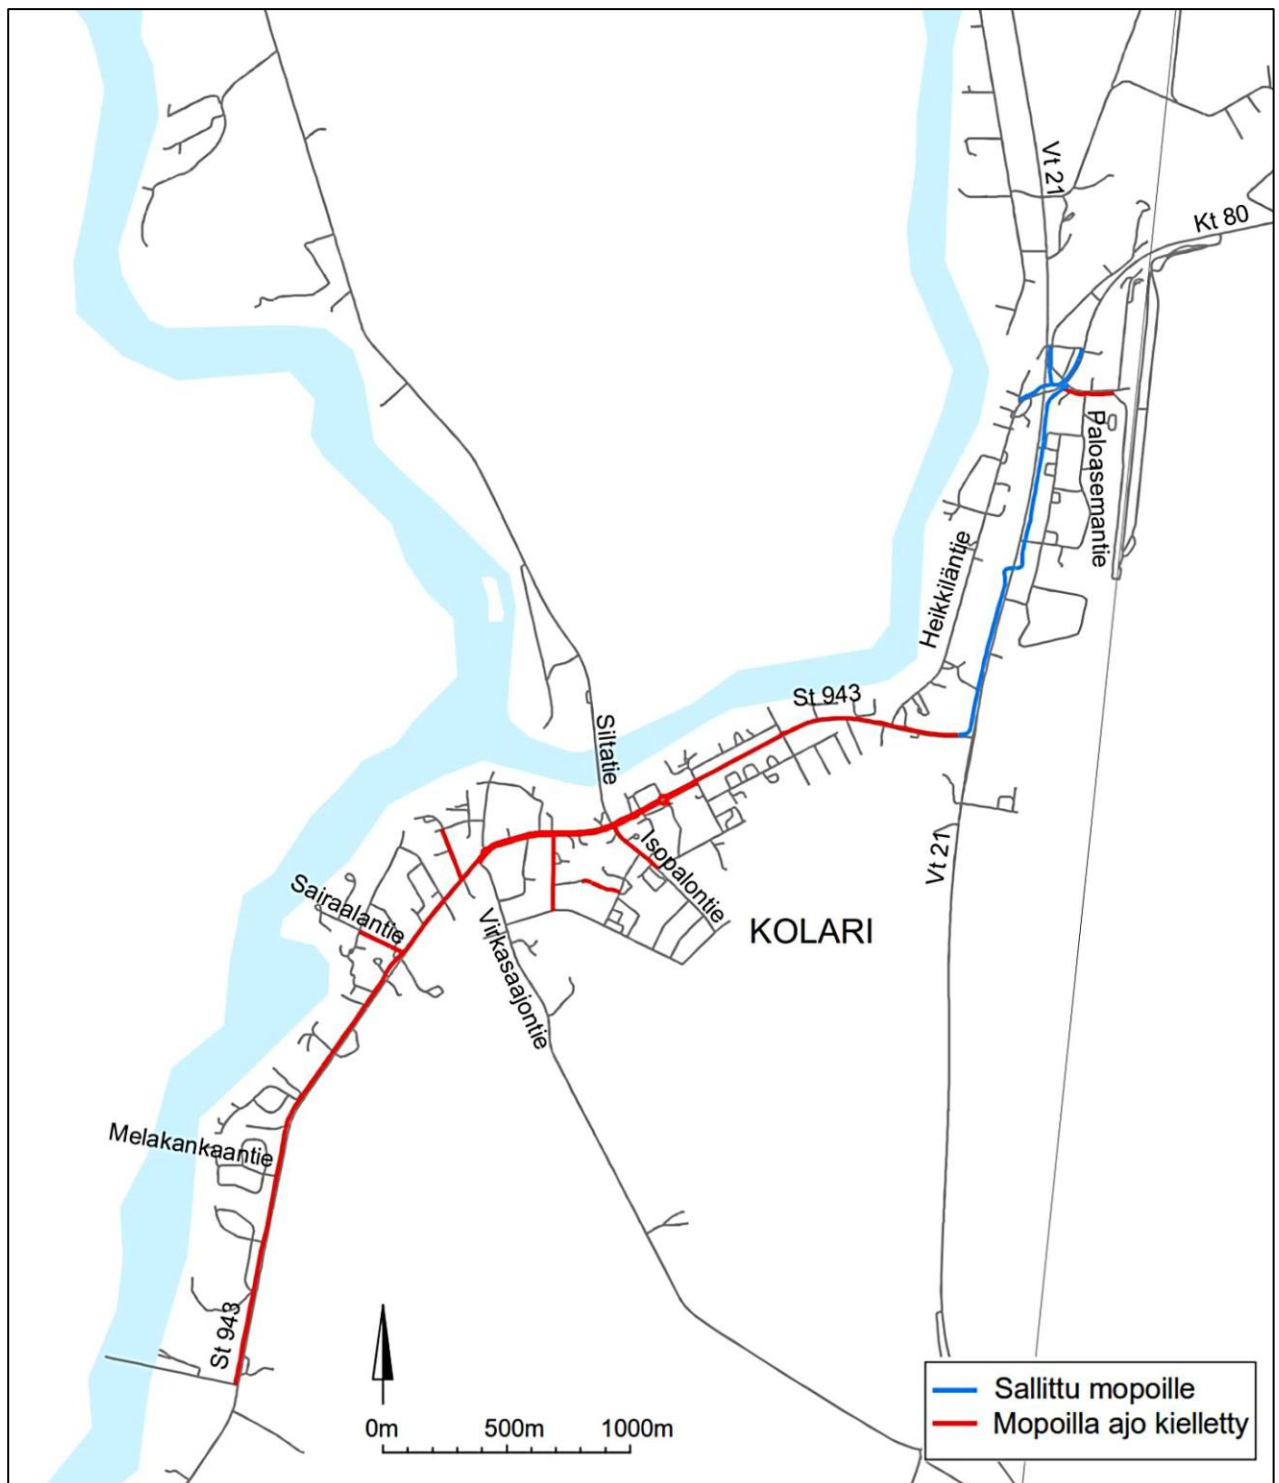 Vt 21
Kt 80
Paloasemantie
Heikkiläntie
St 943
Siltatie
Isopalontie
Vt 21
Sairaalantie
KOLARI
Virkasaajontie
Melakankaantie
St 943
Sallittu mopoille
Mopoilla ajo kielletty
0m 500m 1000m